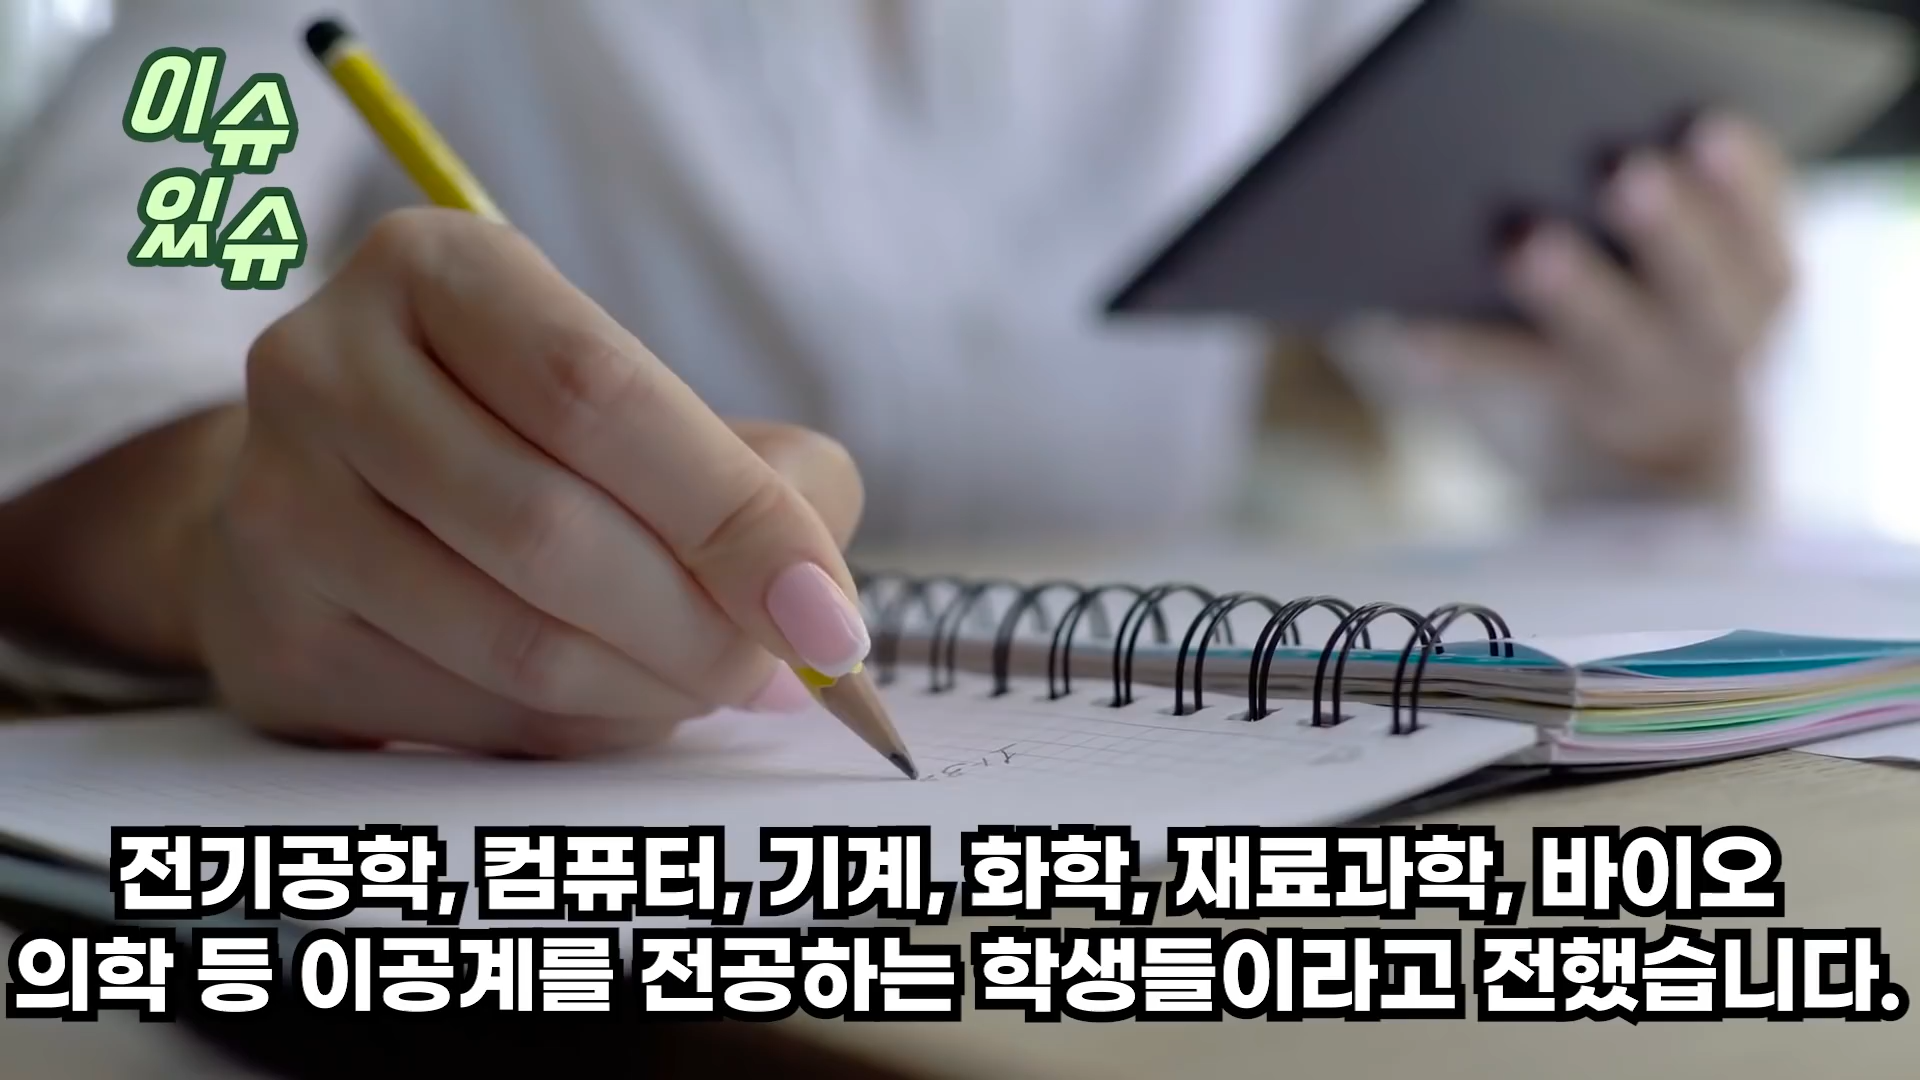 이슈
있슈
전기공학, 컴퓨터, 기계, 화학, 재료과학, 바이오
의학 등 이공계를 전공하는 학생들이라고 전했습니다.